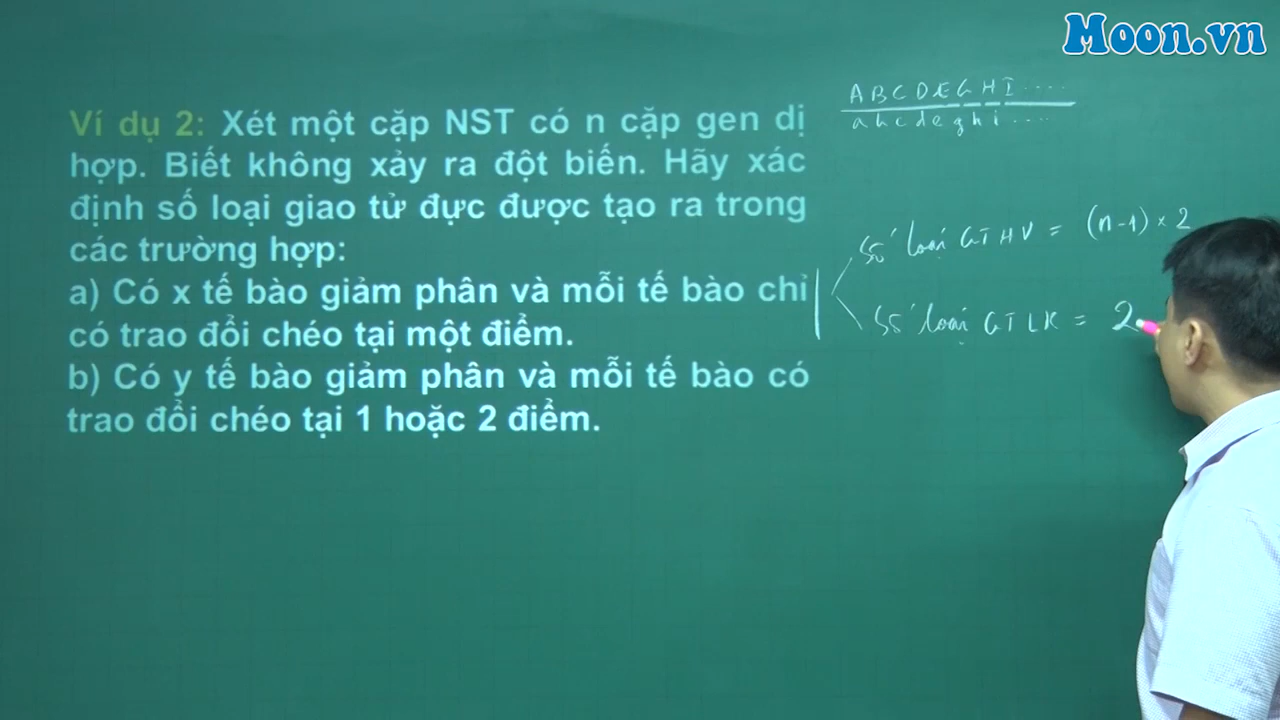 Moon.vn
Ví dụ 2: Xét một cặp NST có n cặp gen dị
hợp. Biết không xảy ra đột biến. Hãy xác
định số loại giao tử đực được tạo ra trong
các trường hợp:
a) Có x tế bào giảm phân và mỗi tế bào chỉ
có trao đổi chéo tại một điểm.
b) Có y tế bào giảm phân và mỗi tế bào có
trao đổi chéo tại 1 hoặc 2 điểm.
A B C D E G H I ....
a b c d e g h i ....
Số loại GT HV = (n-1) × 2
Số loại GT LK = 2